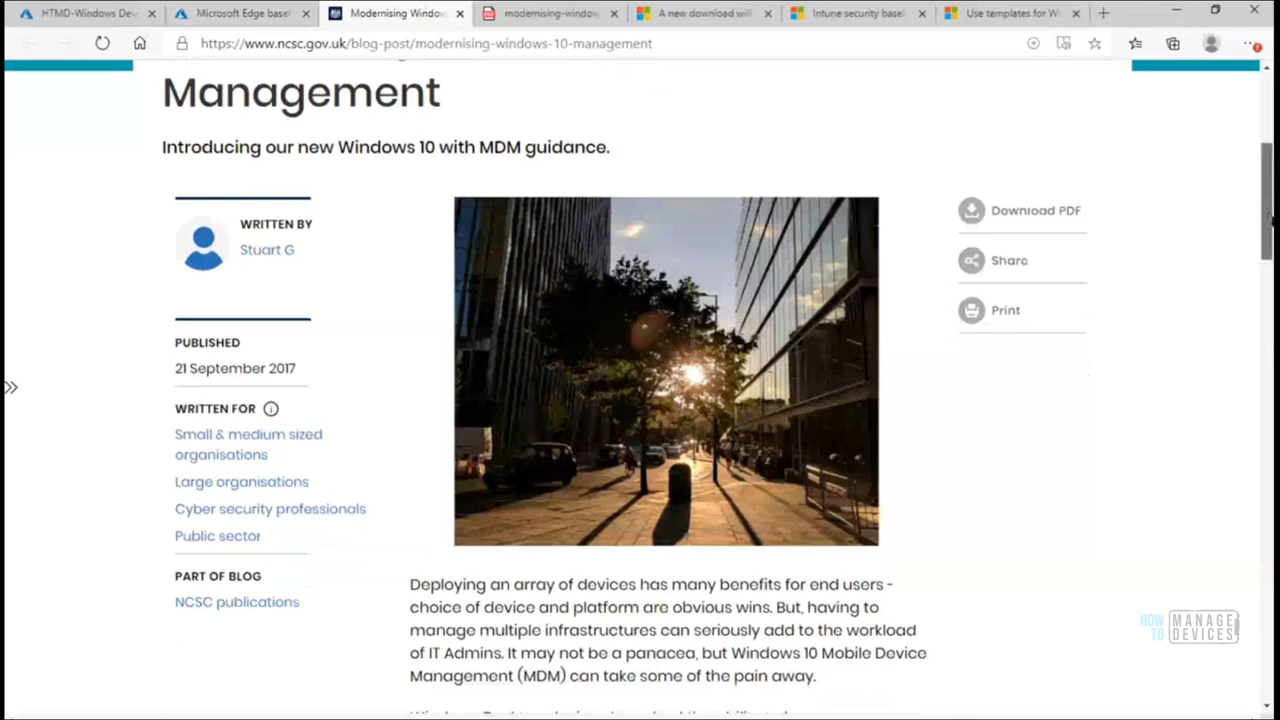 HTMD-Windows Dev
Microsoft Edge basel
Modernising Windo
modernising-window
A new download will
Intune security basel
Use templates for Wi
https://www.ncsc.gov.uk/blog-post/modernising-windows-10-management
Management
Introducing our new Windows 10 with MDM guidance.
WRITTEN BY
Stuart G
PUBLISHED
21 September 2017
WRITTEN FOR
Small & medium sized
organisations
Large organisations
Cyber security professionals
Public sector
PART OF BLOG
NCSC publications
Download PDF
Share
Print
Deploying an array of devices has many benefits for end users -
choice of device and platform are obvious wins. But, having to
manage multiple infrastructures can seriously add to the workload
of IT Admins. It may not be a panacea, but Windows 10 Mobile Device
Management (MDM) can take some of the pain away.
HOW
TO
MANAGE
DEVICES